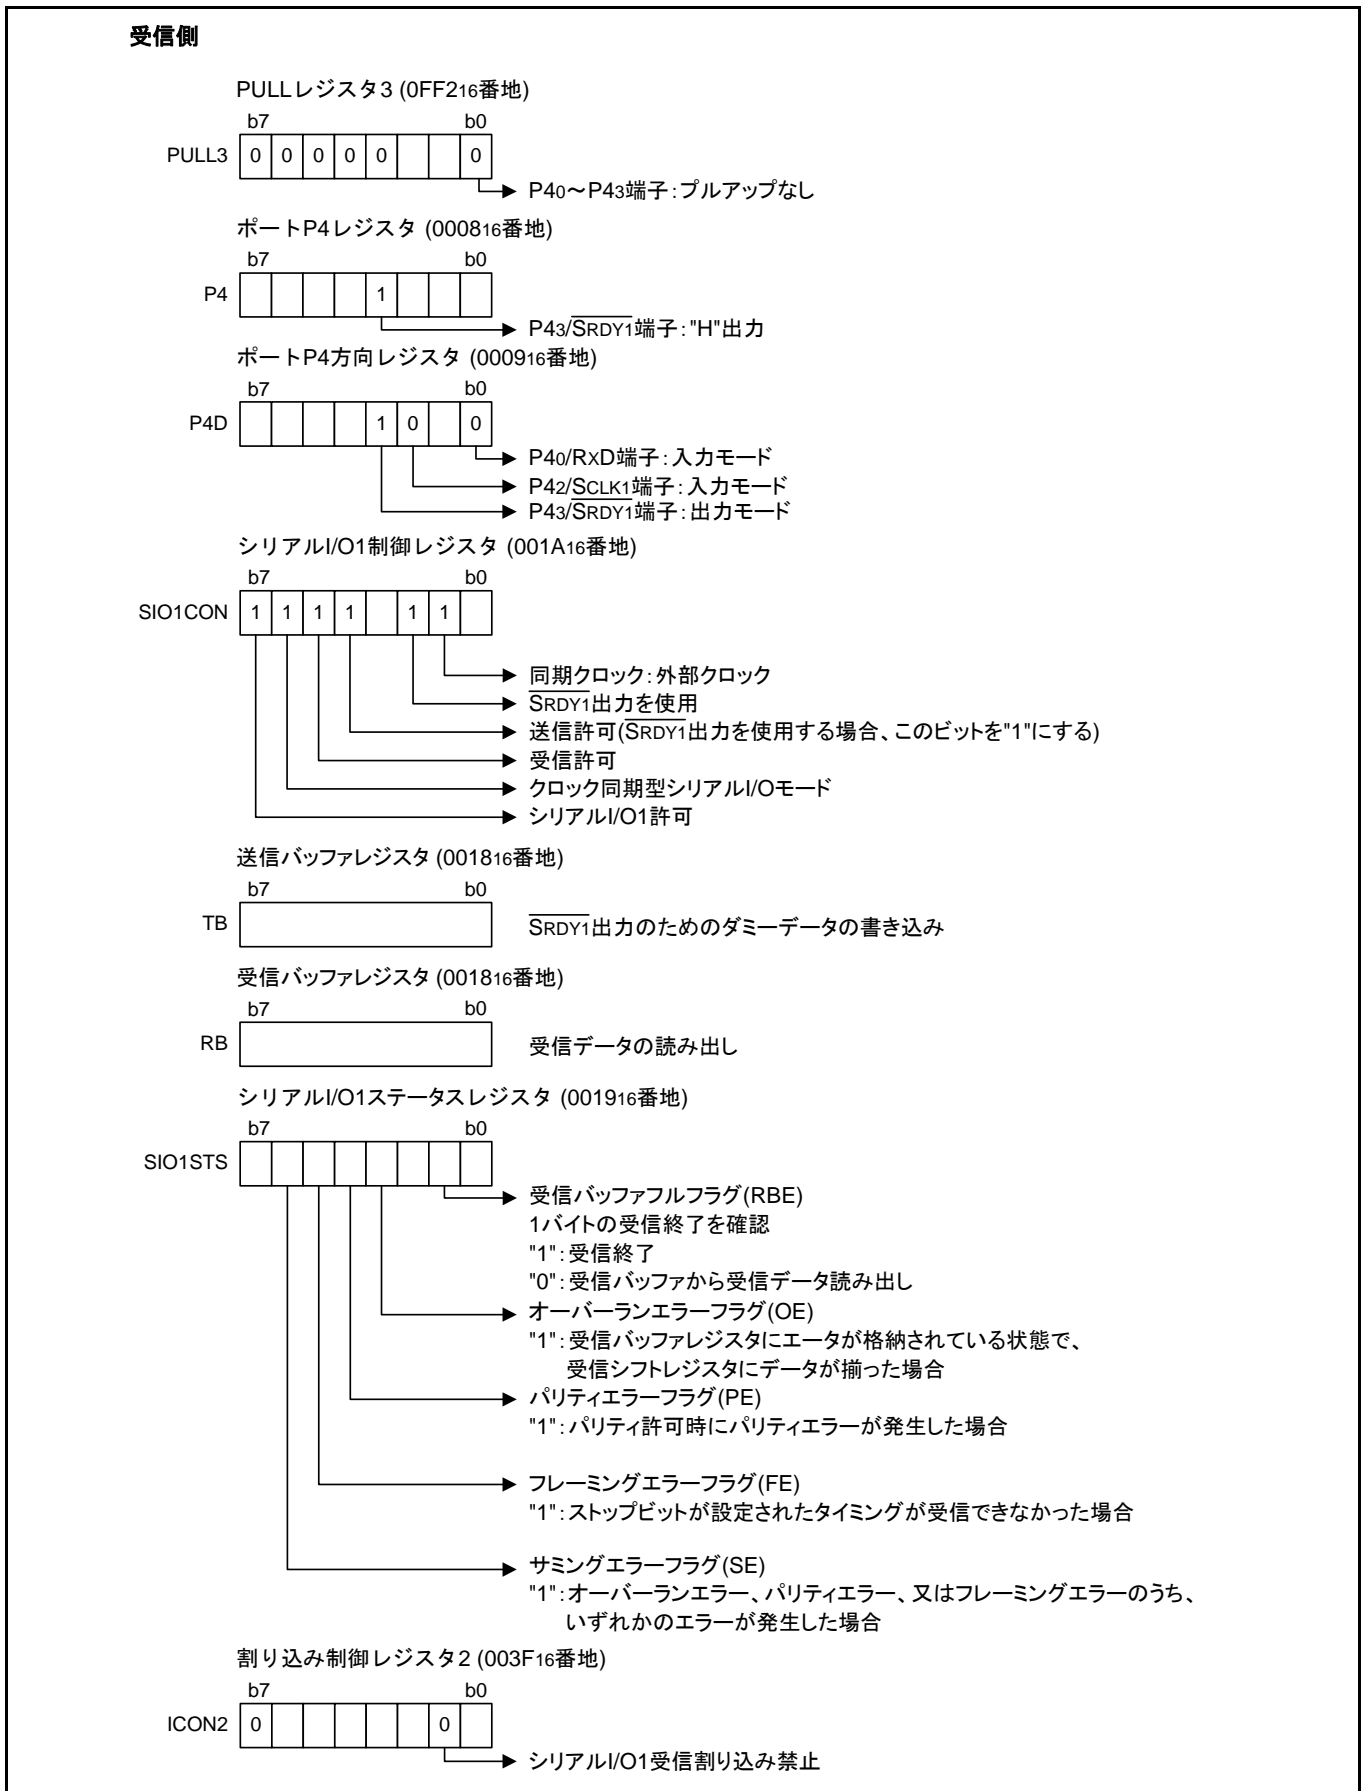 受信側
PULLレジスタ3 (0FF216番地)
b7 b0
PULL3 0 0 0 0 0 0
P40～P43端子：プルアップなし
ポートP4レジスタ (000816番地)
b7 b0
P4 1
P43/SRDY1端子："H"出力
ポートP4方向レジスタ (000916番地)
b7 b0
P4D 1 0 0
P40/RXD端子：入力モード
P42/SCLK1端子：入力モード
P43/SRDY1端子：出力モード
シリアルI/O1制御レジスタ (001A16番地)
b7 b0
SIO1CON 1 1 1 1 1 1
同期クロック：外部クロック
SRDY1出力を使用
送信許可(SRDY1出力を使用する場合、このビットを"1"にする)
受信許可
クロック同期型シリアルI/Oモード
シリアルI/O1許可
送信バッファレジスタ (001816番地)
b7 b0
TB SRDY1出力のためのダミーデータの書き込み
受信バッファレジスタ (001816番地)
b7 b0
RB 受信データの読み出し
シリアルI/O1ステータスレジスタ (001916番地)
b7 b0
SIO1STS
受信バッファフルフラグ(RBE)
1バイトの受信終了を確認
"1"：受信終了
"0"：受信バッファから受信データ読み出し
オーバーランエラーフラグ(OE)
"1"：受信バッファレジスタにエータが格納されている状態で、
受信シフトレジスタにデータが揃った場合
パリティエラーフラグ(PE)
"1"：パリティ許可時にパリティエラーが発生した場合
フレーミングエラーフラグ(FE)
"1"：ストップビットが設定されたタイミングが受信できなかった場合
サミングエラーフラグ(SE)
"1"：オーバーランエラー、パリティエラー、又はフレーミングエラーのうち、
いずれかのエラーが発生した場合
割り込み制御レジスタ2 (003F16番地)
b7 b0
ICON2 0 0
シリアルI/O1受信割り込み禁止